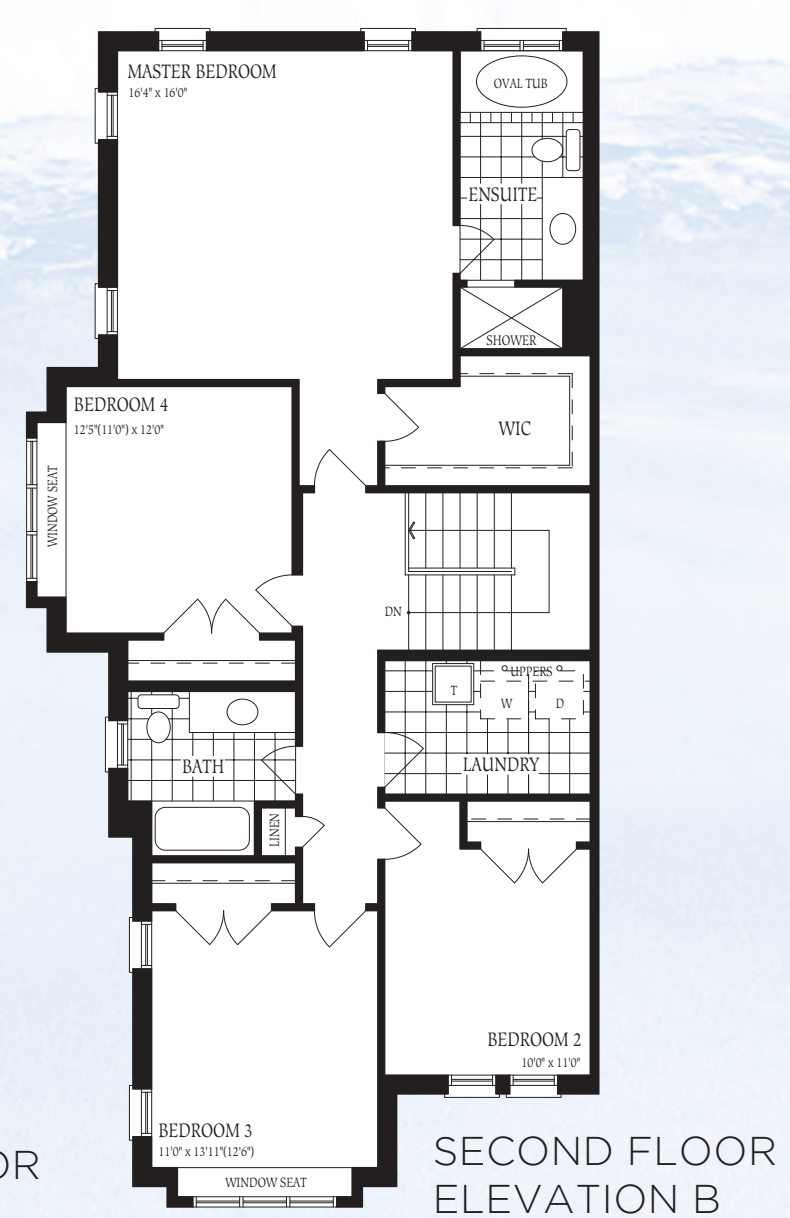 MASTER BEDROOM
16'4" x 16'0"
OVAL TUB
ENSUITE
SHOWER
BEDROOM 4
12'5"(11'0") x 12'0"
WIC
WINDOW SEAT
DN
UPPERS
T
W
D
LAUNDRY
BATH
LINEN
BEDROOM 2
10'0" x 11'0"
BEDROOM 3
11'0" x 13'11"(12'6")
WINDOW SEAT
OR
SECOND FLOOR
ELEVATION B